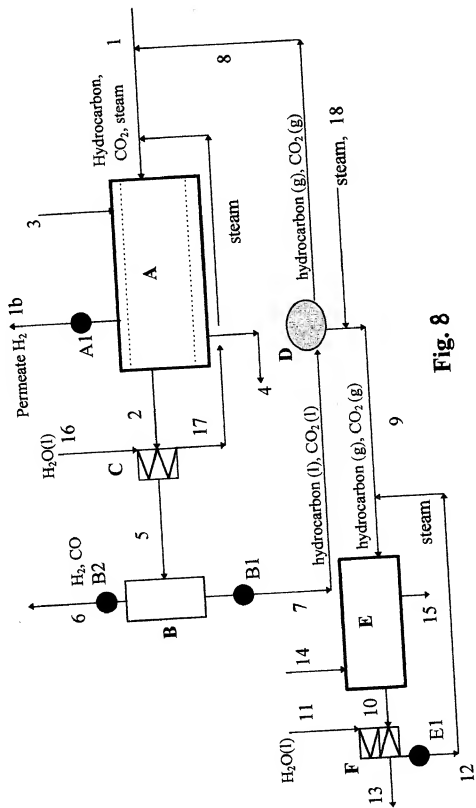 1
Hydrocarbon,
CO₂, steam
8
3
A
steam
Permeate H₂
1b
A1
4
2
16
H₂O(l)
17
C
5
H₂, CO
6
B2
B
B1
7
hydrocarbon (l), CO₂ (l)
D
hydrocarbon (g), CO₂ (g)
steam, 18
hydrocarbon (g), CO₂ (g)
9
steam
E
14
15
10
11
H₂O(l)
F
E1
13
12
Fig. 8